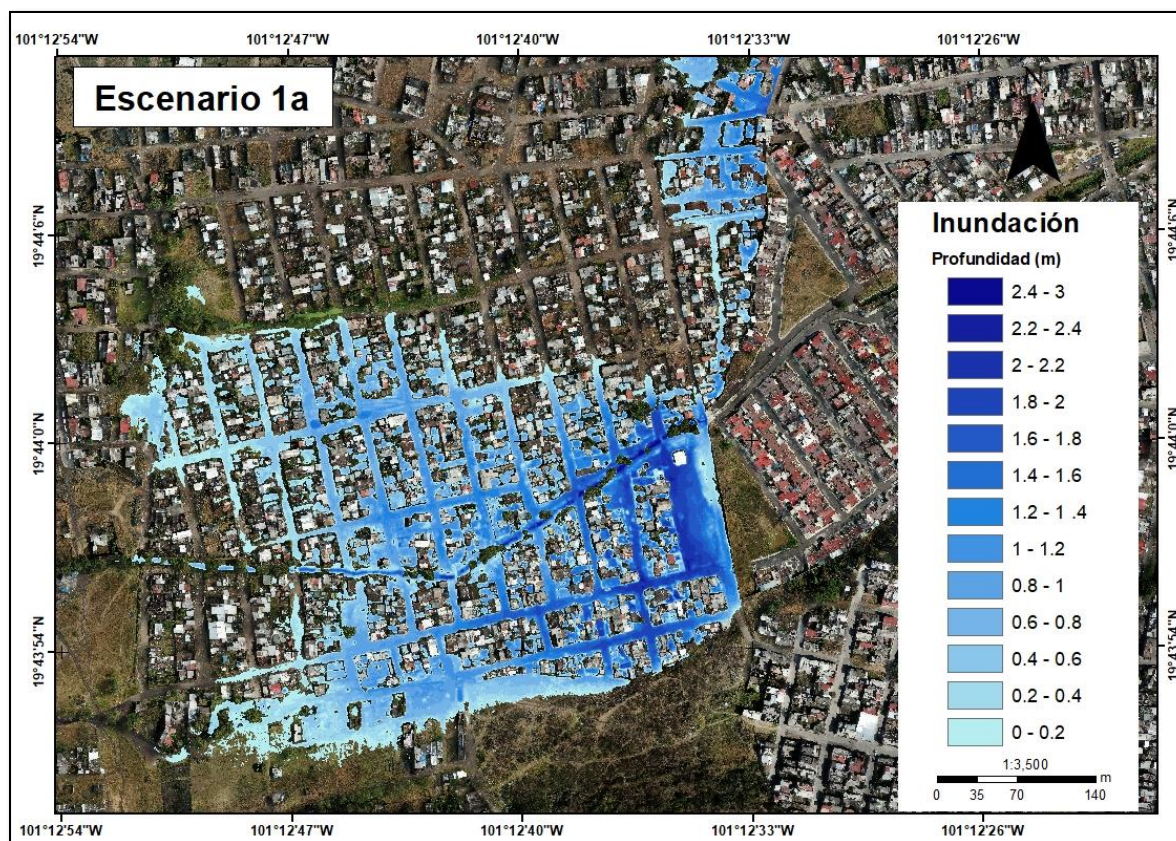 101°12'54"W 101°12'47"W 101°12'40"W 101°12'33"W 101°12'26"W
Escenario 1a
19°44'6"N 19°44'6"N
19°44'0"N 19°44'0"N
19°43'54"N 19°43'54"N
Inundación
Profundidad (m)
2.4 - 3
2.2 - 2.4
2 - 2.2
1.8 - 2
1.6 - 1.8
1.4 - 1.6
1.2 - 1 .4
1 - 1.2
0.8 - 1
0.6 - 0.8
0.4 - 0.6
0.2 - 0.4
0 - 0.2
1:3,500
m
0 35 70 140
101°12'54"W 101°12'47"W 101°12'40"W 101°12'33"W 101°12'26"W